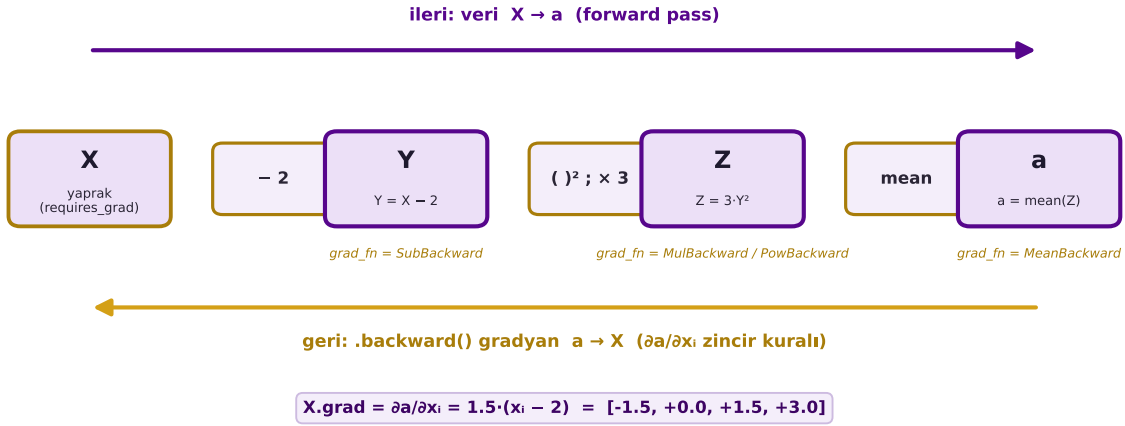 ileri: veri X → a (forward pass)
X
yaprak
(requires_grad)
− 2
Y
Y = X − 2
( )² ; × 3
Z
Z = 3·Y²
mean
a
a = mean(Z)
grad_fn = SubBackward
grad_fn = MulBackward / PowBackward
grad_fn = MeanBackward
geri: .backward() gradyan a → X (∂a/∂xᵢ zincir kuralı)
X.grad = ∂a/∂xᵢ = 1.5·(xᵢ − 2) = [-1.5, +0.0, +1.5, +3.0]